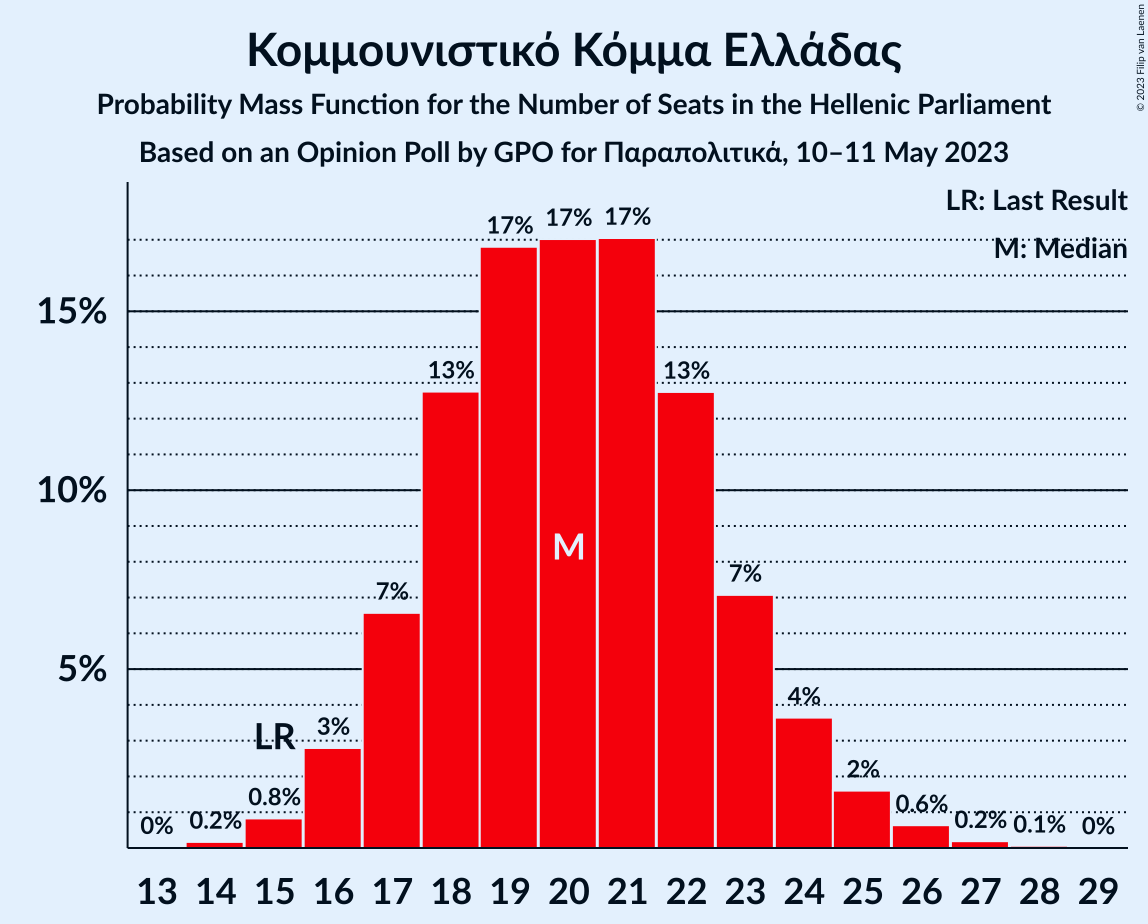 Κομμουνιστικό Κόμμα Ελλάδας
Probability Mass Function for the Number of Seats in the Hellenic Parliament
Based on an Opinion Poll by GPO for Παραπολιτικά, 10–11 May 2023
© 2023 Filip van Laenen
LR: Last Result
M: Median
17% 17% 17%
15%
13% 13%
10%
M
7% 7%
5%
LR 3% 4%
0% 0.2% 0.8% 2% 0.6% 0.2% 0.1% 0%
13 14 15 16 17 18 19 20 21 22 23 24 25 26 27 28 29